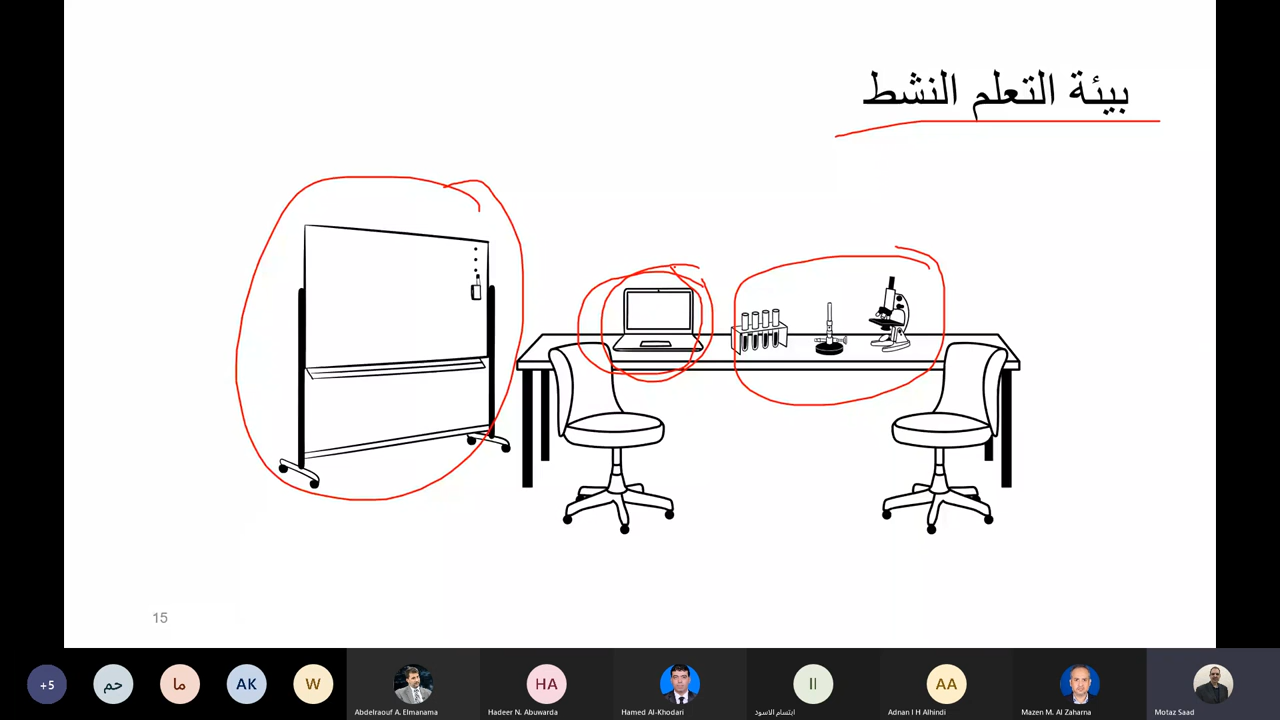 بيئة التعلم النشط
15
+5
حم
ما
AK
W
Abdelraouf A. Elmanama
HA
Hadeer N. Abuwarda
Hamed Al-Khodari
اا
ابتسام الاسود
AA
Adnan I H Alhindi
Mazen M. Al Zaharna
Motaz Saad